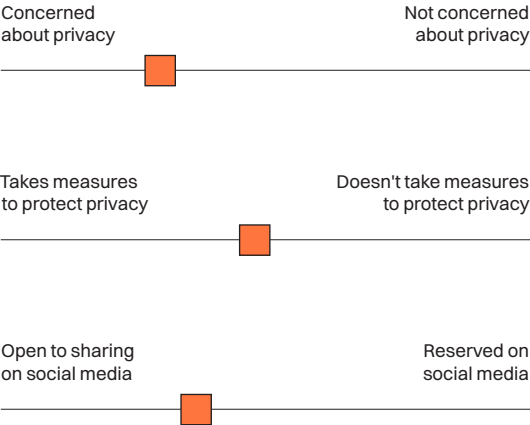 Concerned
about privacy
Not concerned
about privacy
Takes measures
to protect privacy
Doesn't take measures
to protect privacy
Open to sharing
on social media
Reserved on
social media